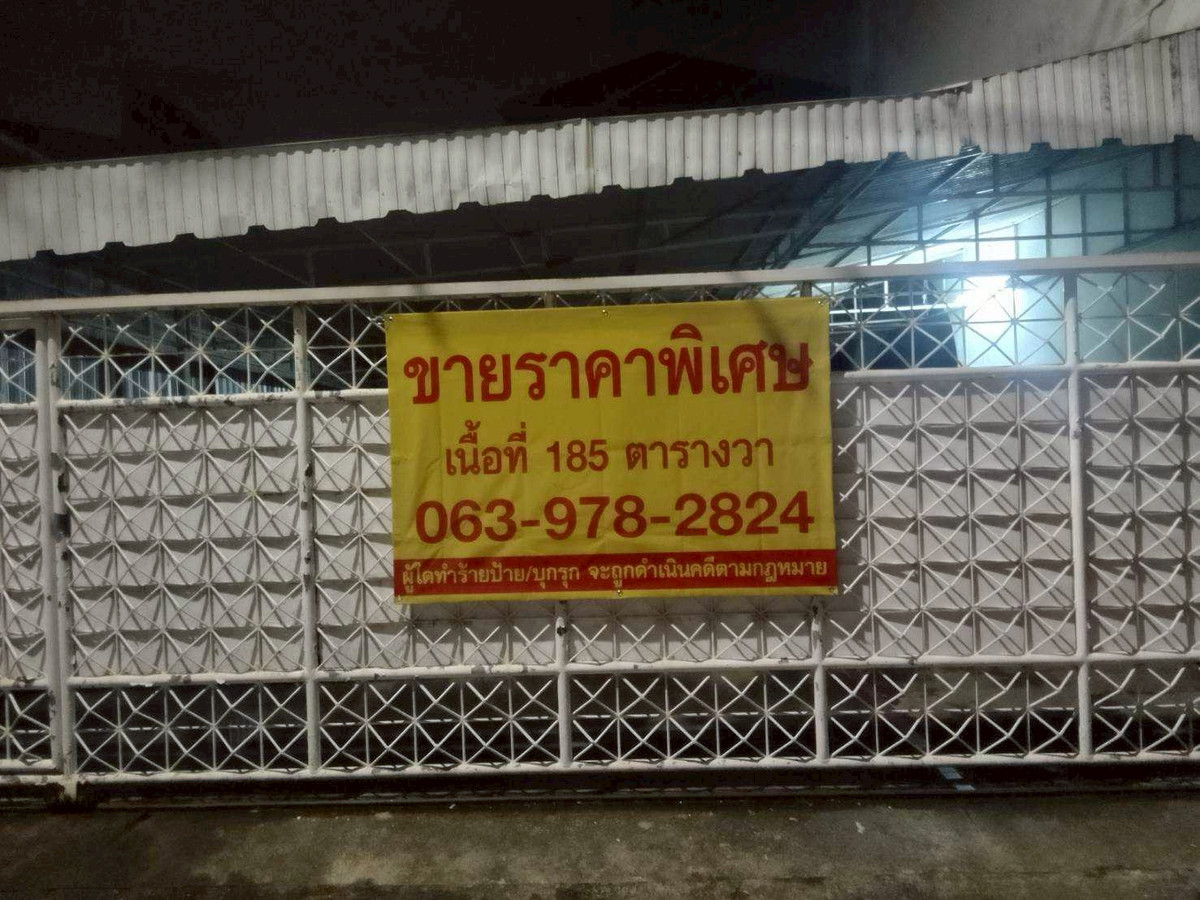 ขายราคาพิเศษ
เนื้อที่ 185 ตารางวา
063-978-2824
ผู้ใดทำร้ายป้าย/บุกรุก จะถูกดำเนินคดีตามกฎหมาย